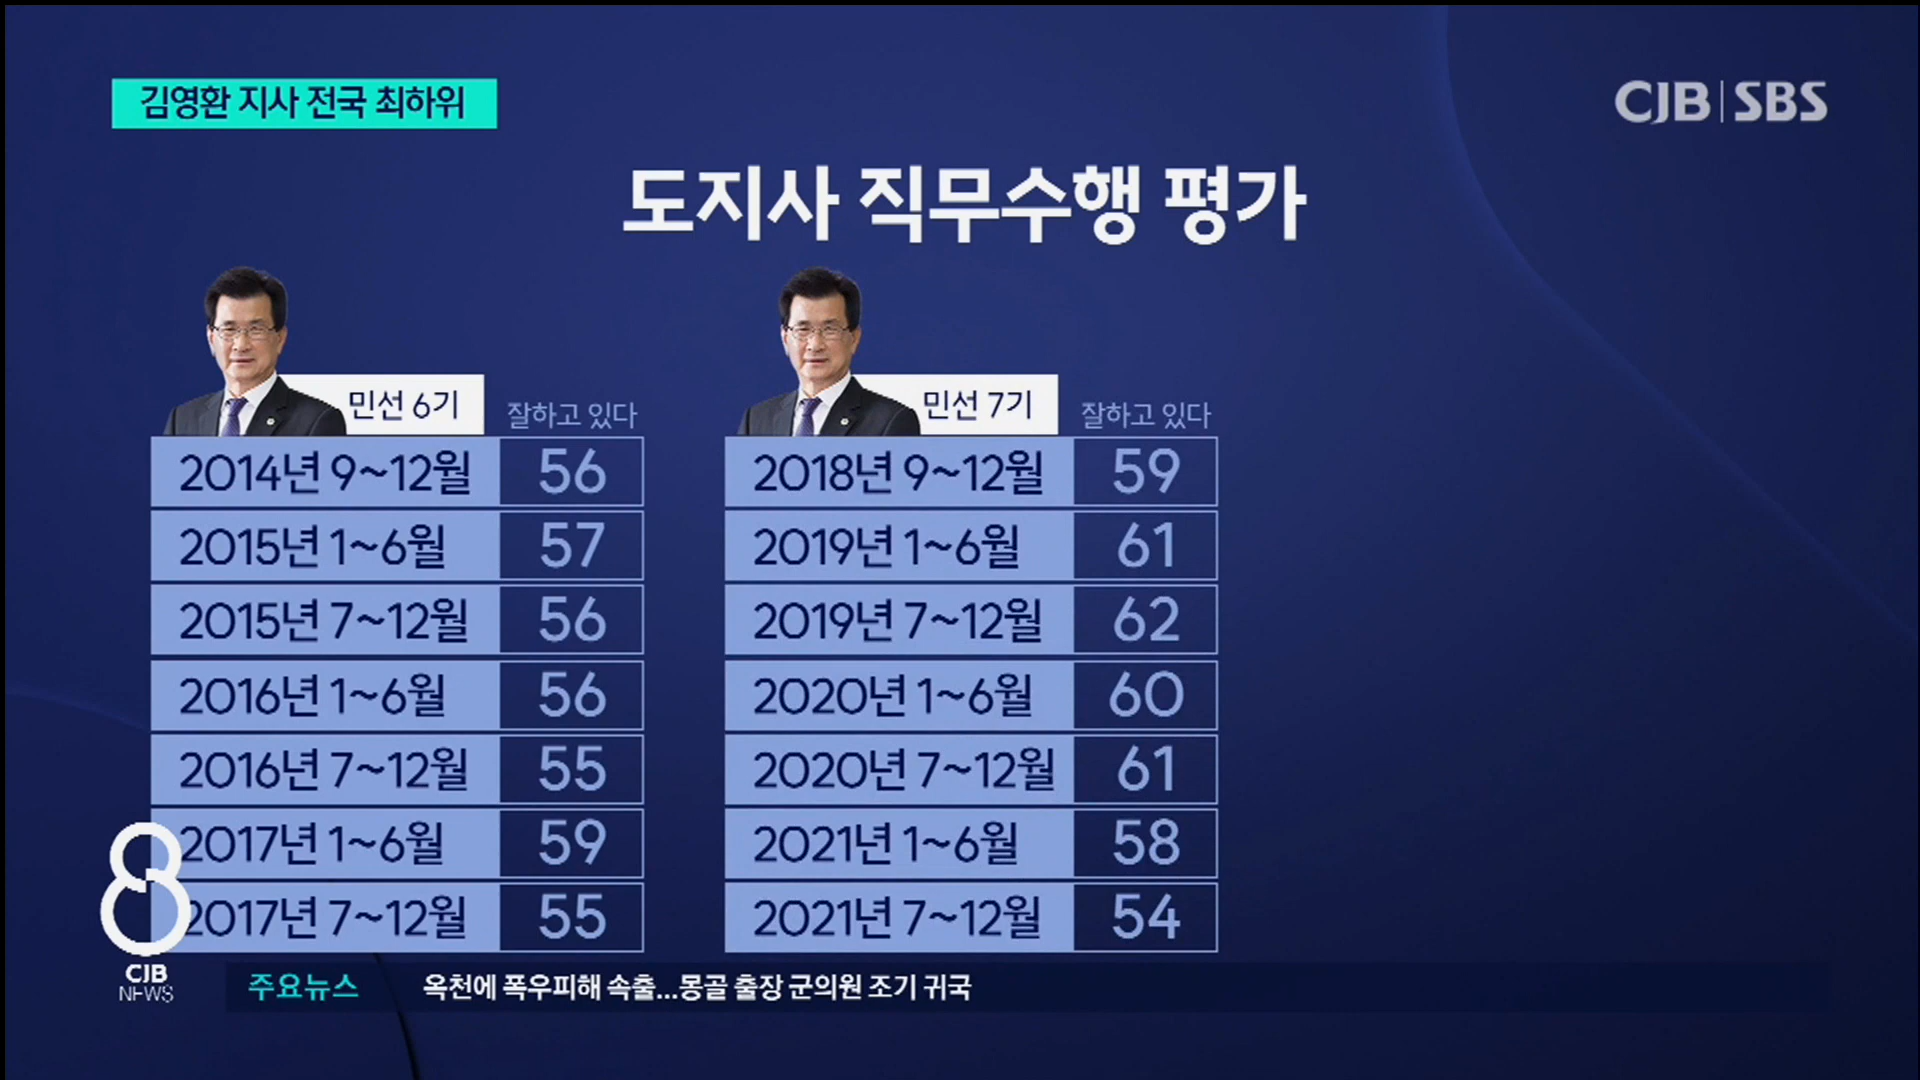 김영환 지사 전국 최하위
CJB SBS
도지사 직무수행 평가
민선 6기 잘하고 있다
2014년 9~12월 56
2015년 1~6월 57
2015년 7~12월 56
2016년 1~6월 56
2016년 7~12월 55
2017년 1~6월 59
2017년 7~12월 55
민선 7기 잘하고 있다
2018년 9~12월 59
2019년 1~6월 61
2019년 7~12월 62
2020년 1~6월 60
2020년 7~12월 61
2021년 1~6월 58
2021년 7~12월 54
8
CJB
NEWS
주요뉴스 옥천에 폭우피해 속출...몽골 출장 군의원 조기 귀국